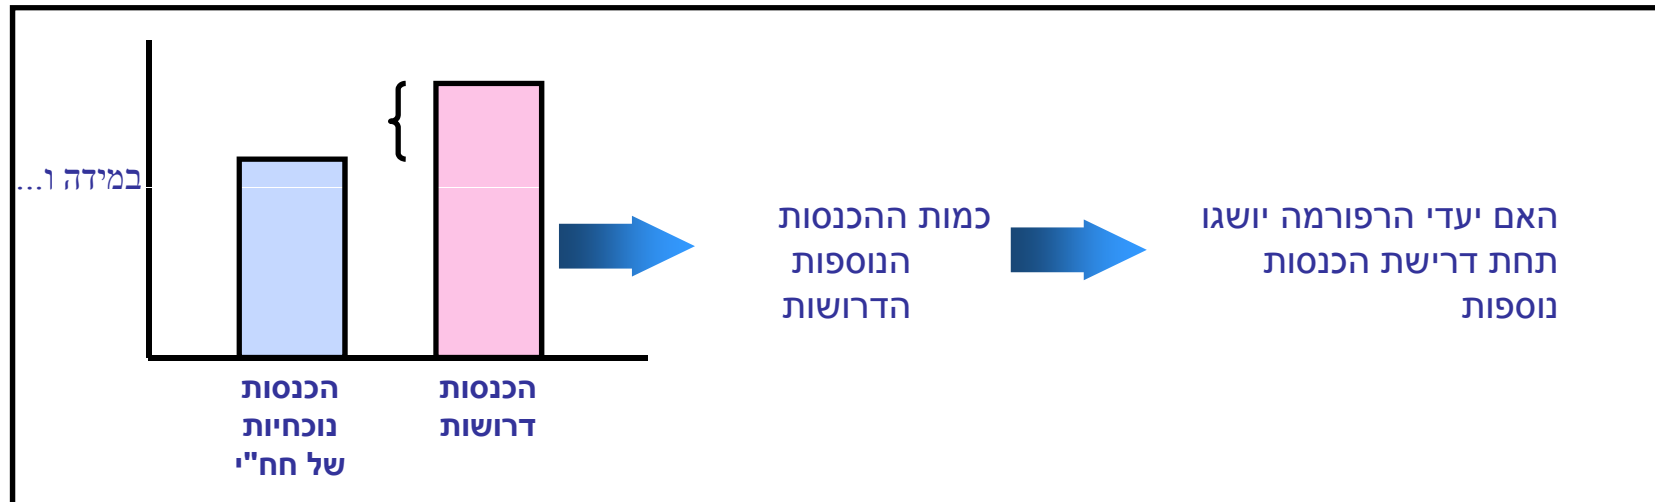 במידה ו...
הכנסות
נוכחיות
של חח"י
הכנסות
דרושות
כמות ההכנסות
הנוספות
הדרושות
האם יעדי הרפורמה יושגו
תחת דרישת הכנסות
נוספות